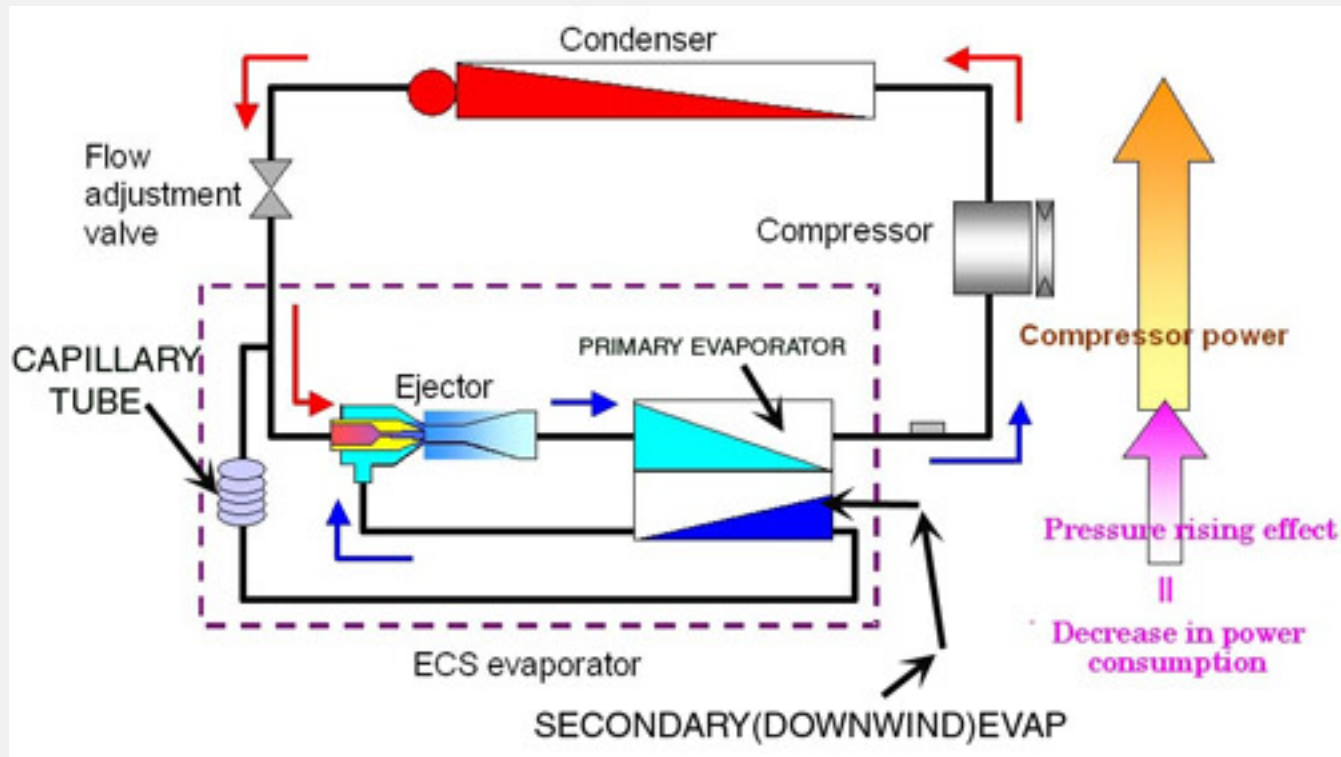 Condenser
Flow
adjustment
valve
Compressor
Compressor power
CAPILLARY
TUBE
PRIMARY EVAPORATOR
Ejector
Pressure rising effect
=
Decrease in power
consumption
ECS evaporator
SECONDARY(DOWNWIND)EVAP